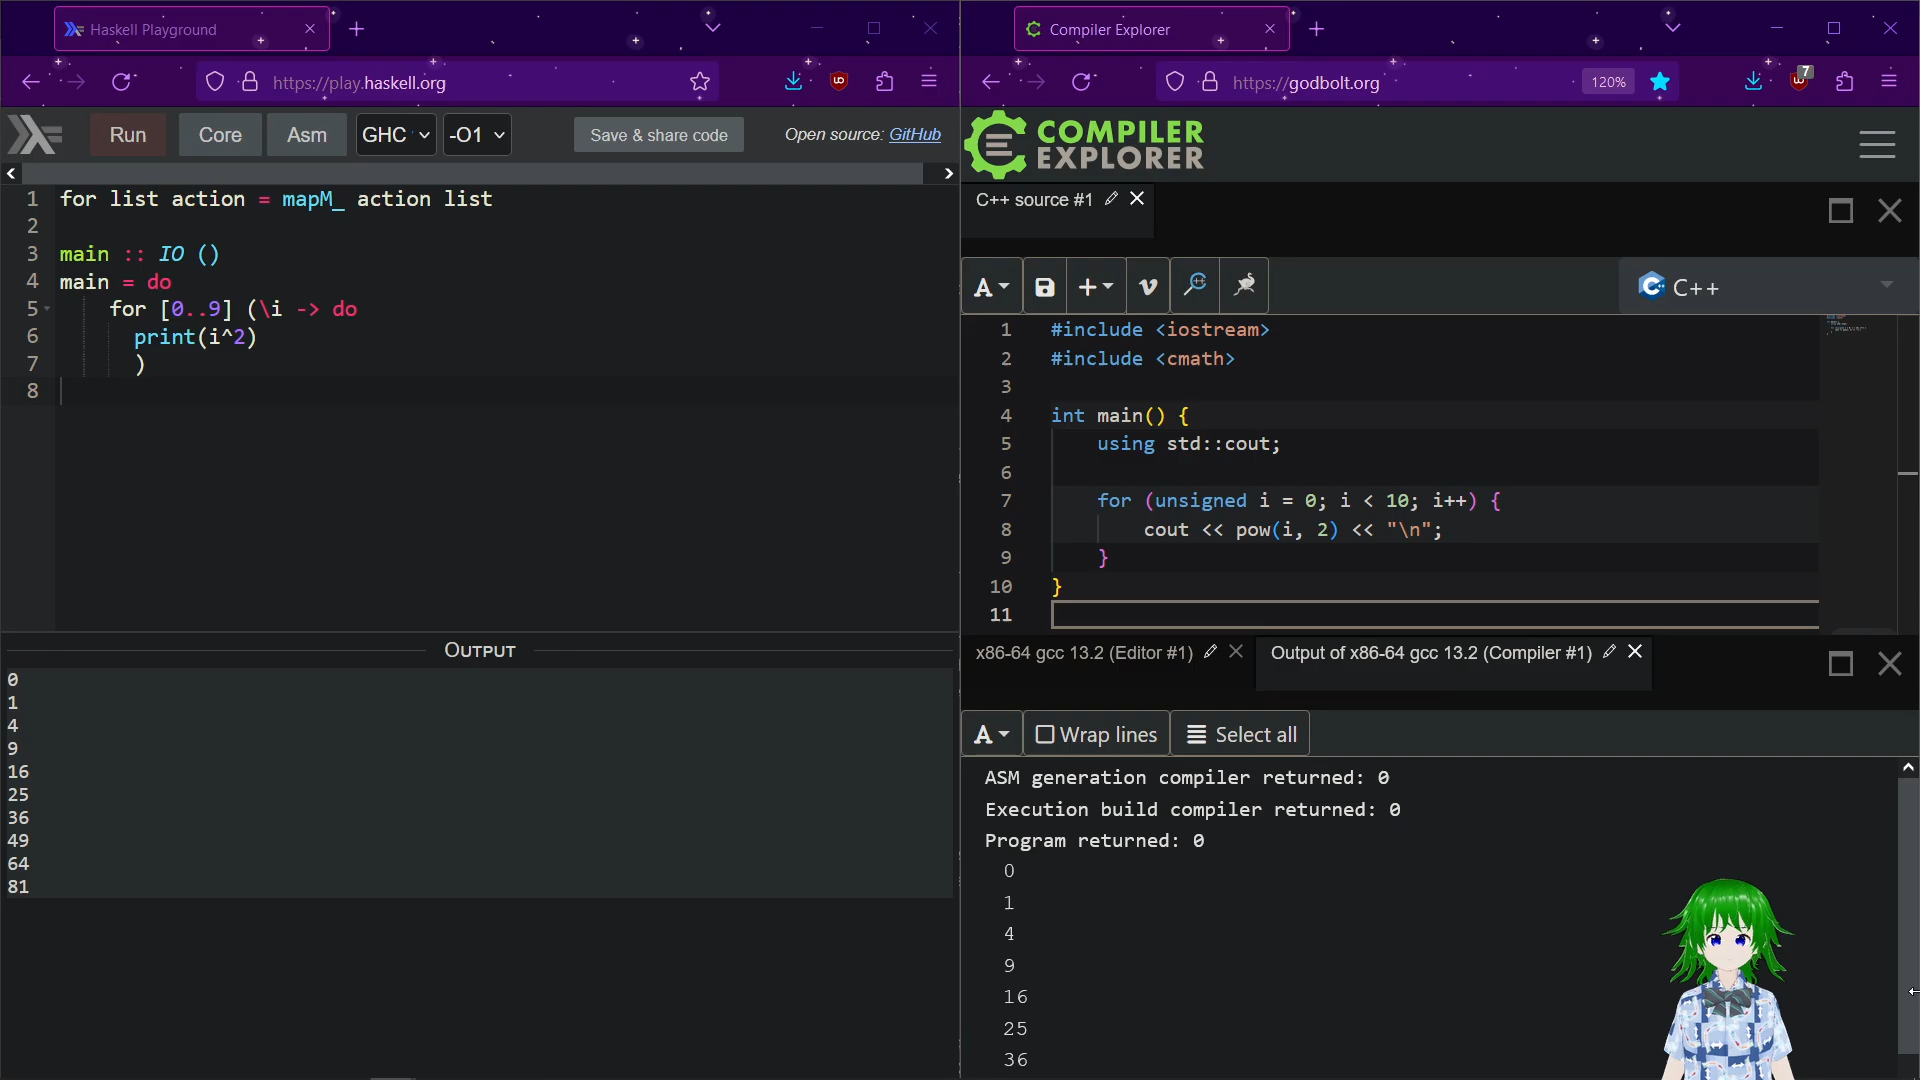 Haskell Playground
https://play.haskell.org
Run
Core
Asm
GHC
-O1
Save & share code
Open source: GitHub
1 for list action = mapM_ action list
2
3 main :: IO ()
4 main = do
5 for [0..9] (\i -> do
6 print(i^2)
7 )
8
OUTPUT
0
1
4
9
16
25
36
49
64
81
Compiler Explorer
https://godbolt.org
120%
7
COMPILER
EXPLORER
C++ source #1
A
C++
1 #include <iostream>
2 #include <cmath>
3
4 int main() {
5 using std::cout;
6
7 for (unsigned i = 0; i < 10; i++) {
8 cout << pow(i, 2) << "\n";
9 }
10 }
11
x86-64 gcc 13.2 (Editor #1)
Output of x86-64 gcc 13.2 (Compiler #1)
A
Wrap lines
Select all
ASM generation compiler returned: 0
Execution build compiler returned: 0
Program returned: 0
0
1
4
9
16
25
36